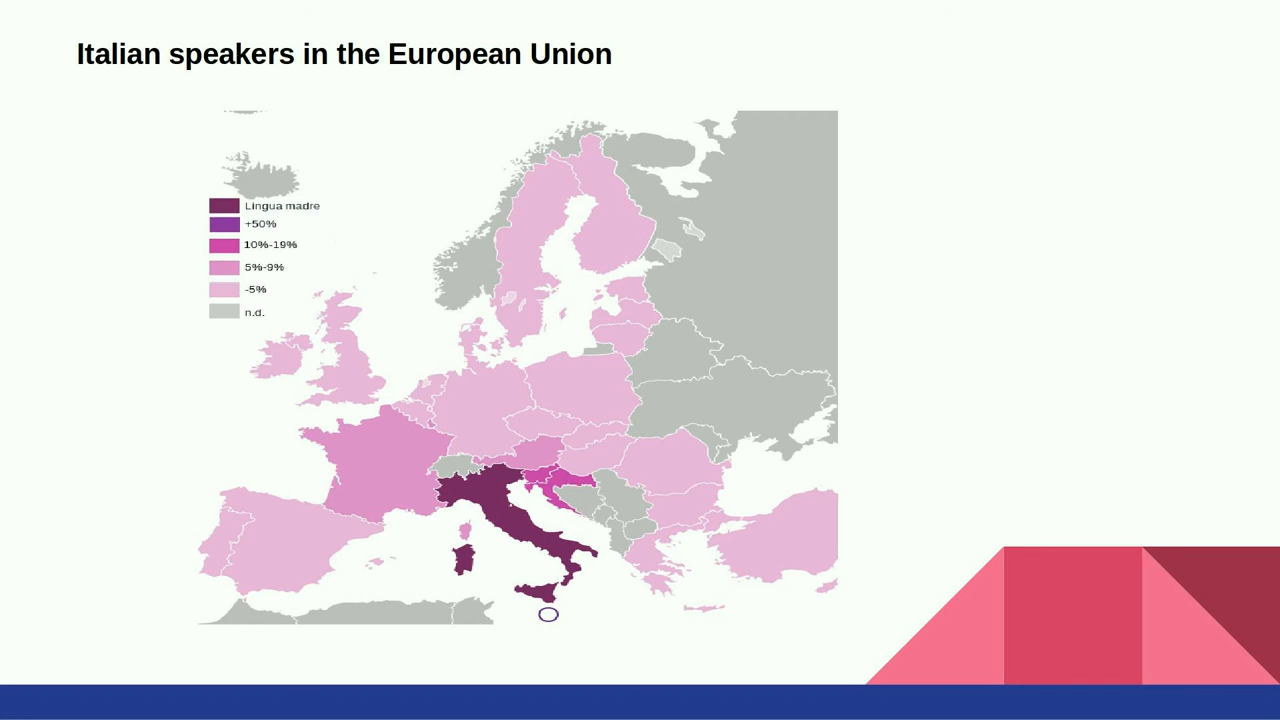 Italian speakers in the European Union
Lingua madre
+50%
10%-19%
5%-9%
-5%
n.d.